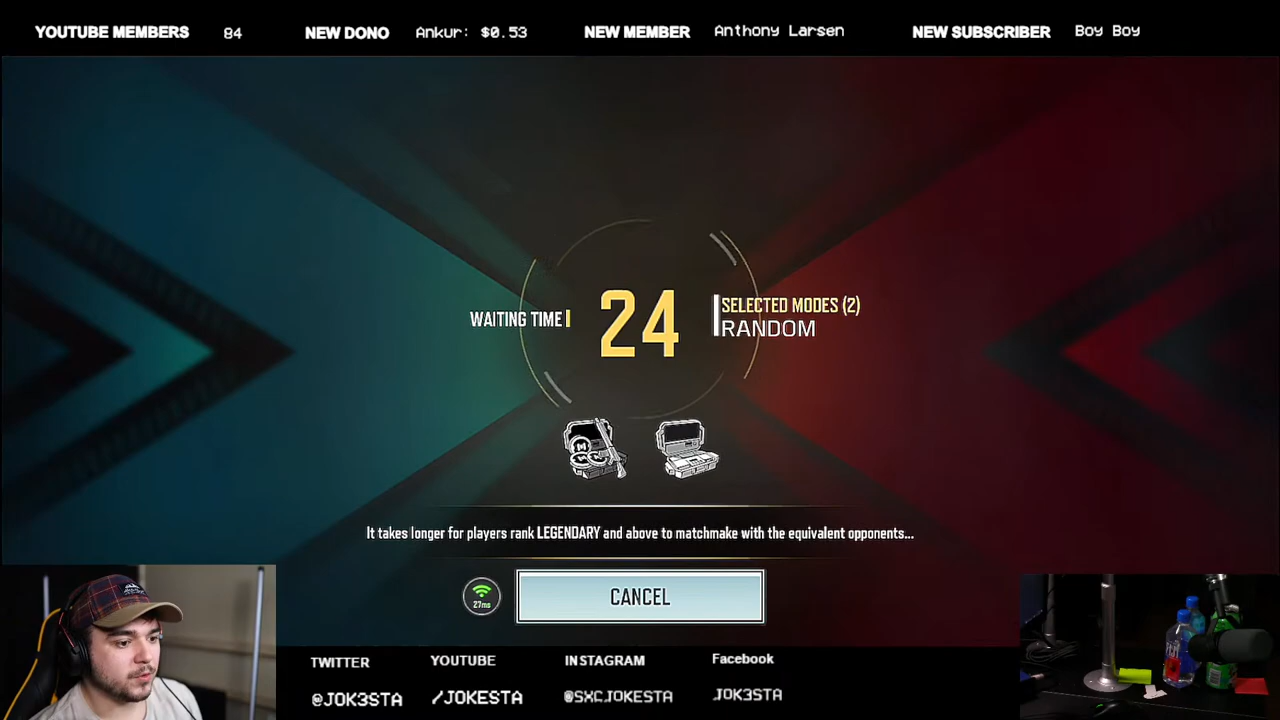 YOUTUBE MEMBERS 84 NEW DONO Ankur: $0.53 NEW MEMBER Anthony Larsen NEW SUBSCRIBER Boy Boy
WAITING TIME 24 SELECTED MODES (2)
RANDOM
It takes longer for players rank LEGENDARY and above to matchmake with the equivalent opponents...
27ms CANCEL
TWITTER YOUTUBE INSTAGRAM Facebook
@JOK3STA /JOKESTA @SXCJOKESTA JOK3STA